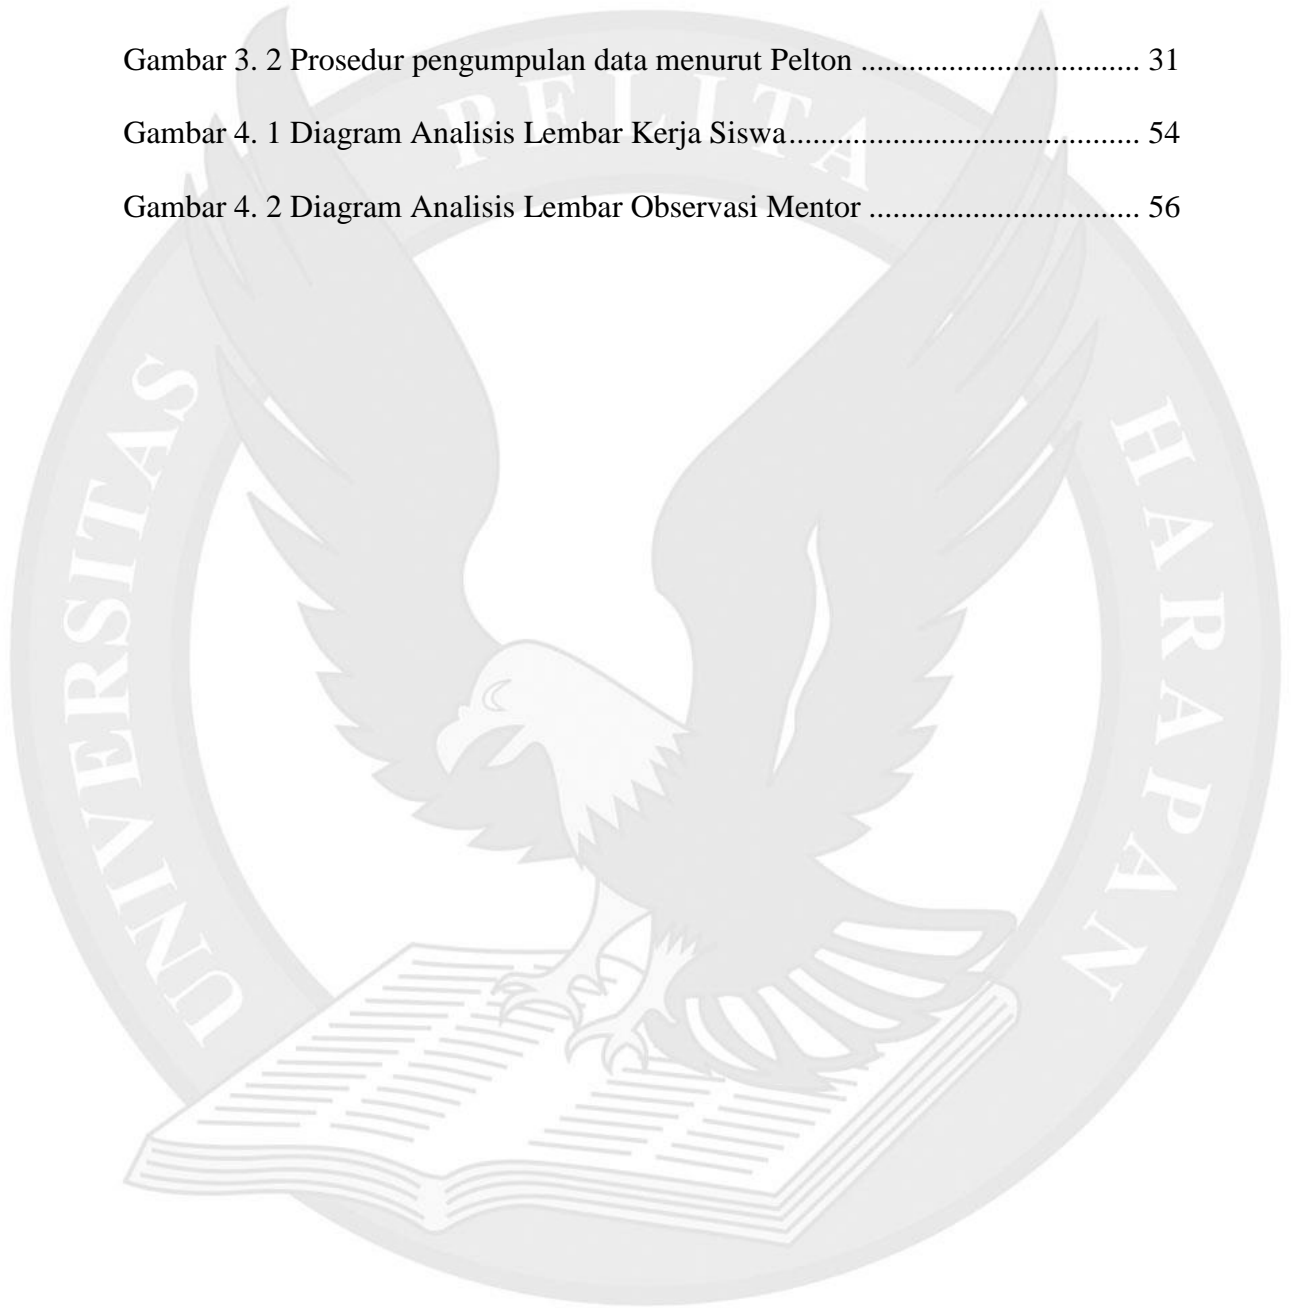 Gambar 3. 2 Prosedur pengumpulan data menurut Pelton ................................... 31
Gambar 4. 1 Diagram Analisis Lembar Kerja Siswa............................................ 54
Gambar 4. 2 Diagram Analisis Lembar Observasi Mentor .................................. 56
UNIVERSITAS PELITA HARAPAN